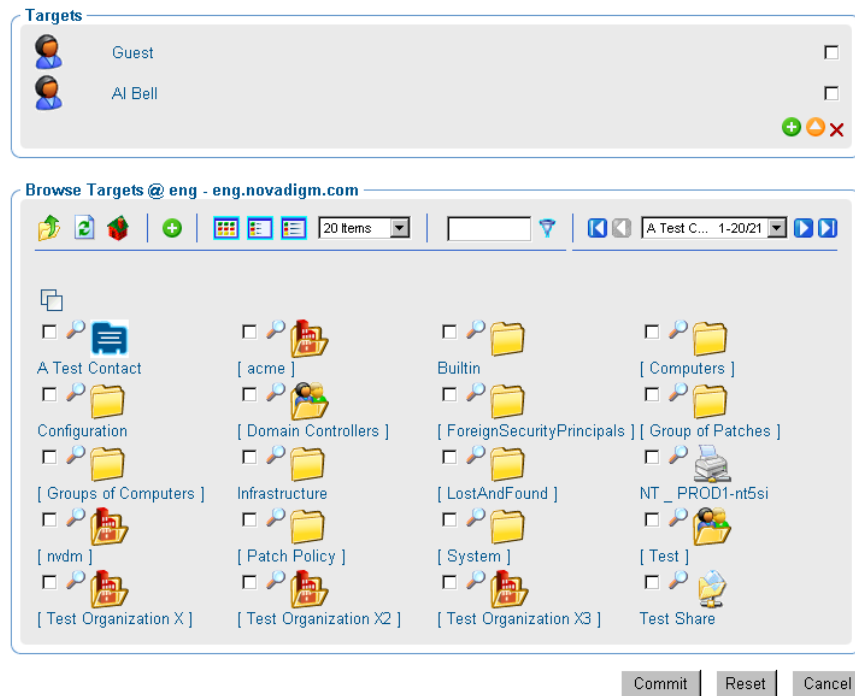 Targets
Guest
Al Bell
Browse Targets @ eng - eng.novadigm.com
20 Items
A Test C... 1-20/21
A Test Contact [ acme ] Builtin [ Computers ]
Configuration [ Domain Controllers ] [ ForeignSecurityPrincipals ] [ Group of Patches ]
[ Groups of Computers ] Infrastructure [ LostAndFound ] NT _ PROD1-nt5si
[ nvdm ] [ Patch Policy ] [ System ] [ Test ]
[ Test Organization X ] [ Test Organization X2 ] [ Test Organization X3 ] Test Share
Commit Reset Cancel